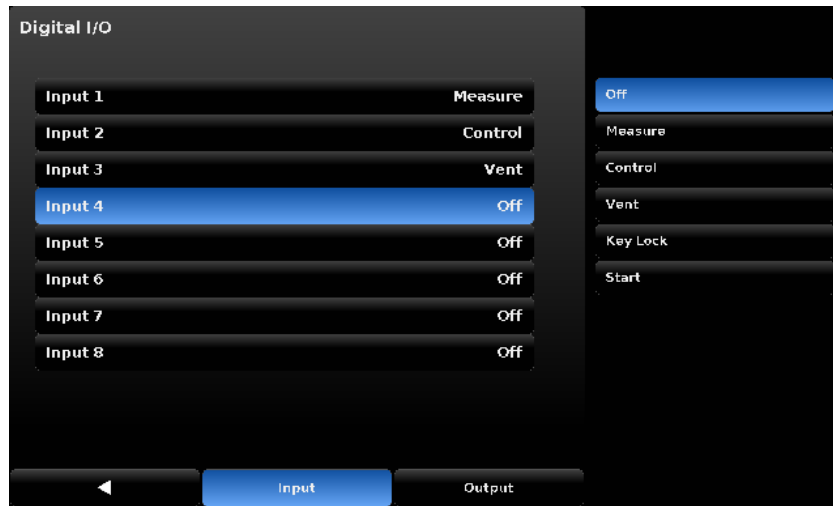 Digital I/O
Input 1 Measure
Input 2 Control
Input 3 Vent
Input 4 Off
Input 5 Off
Input 6 Off
Input 7 Off
Input 8 Off
Off
Measure
Control
Vent
Key Lock
Start
Input Output